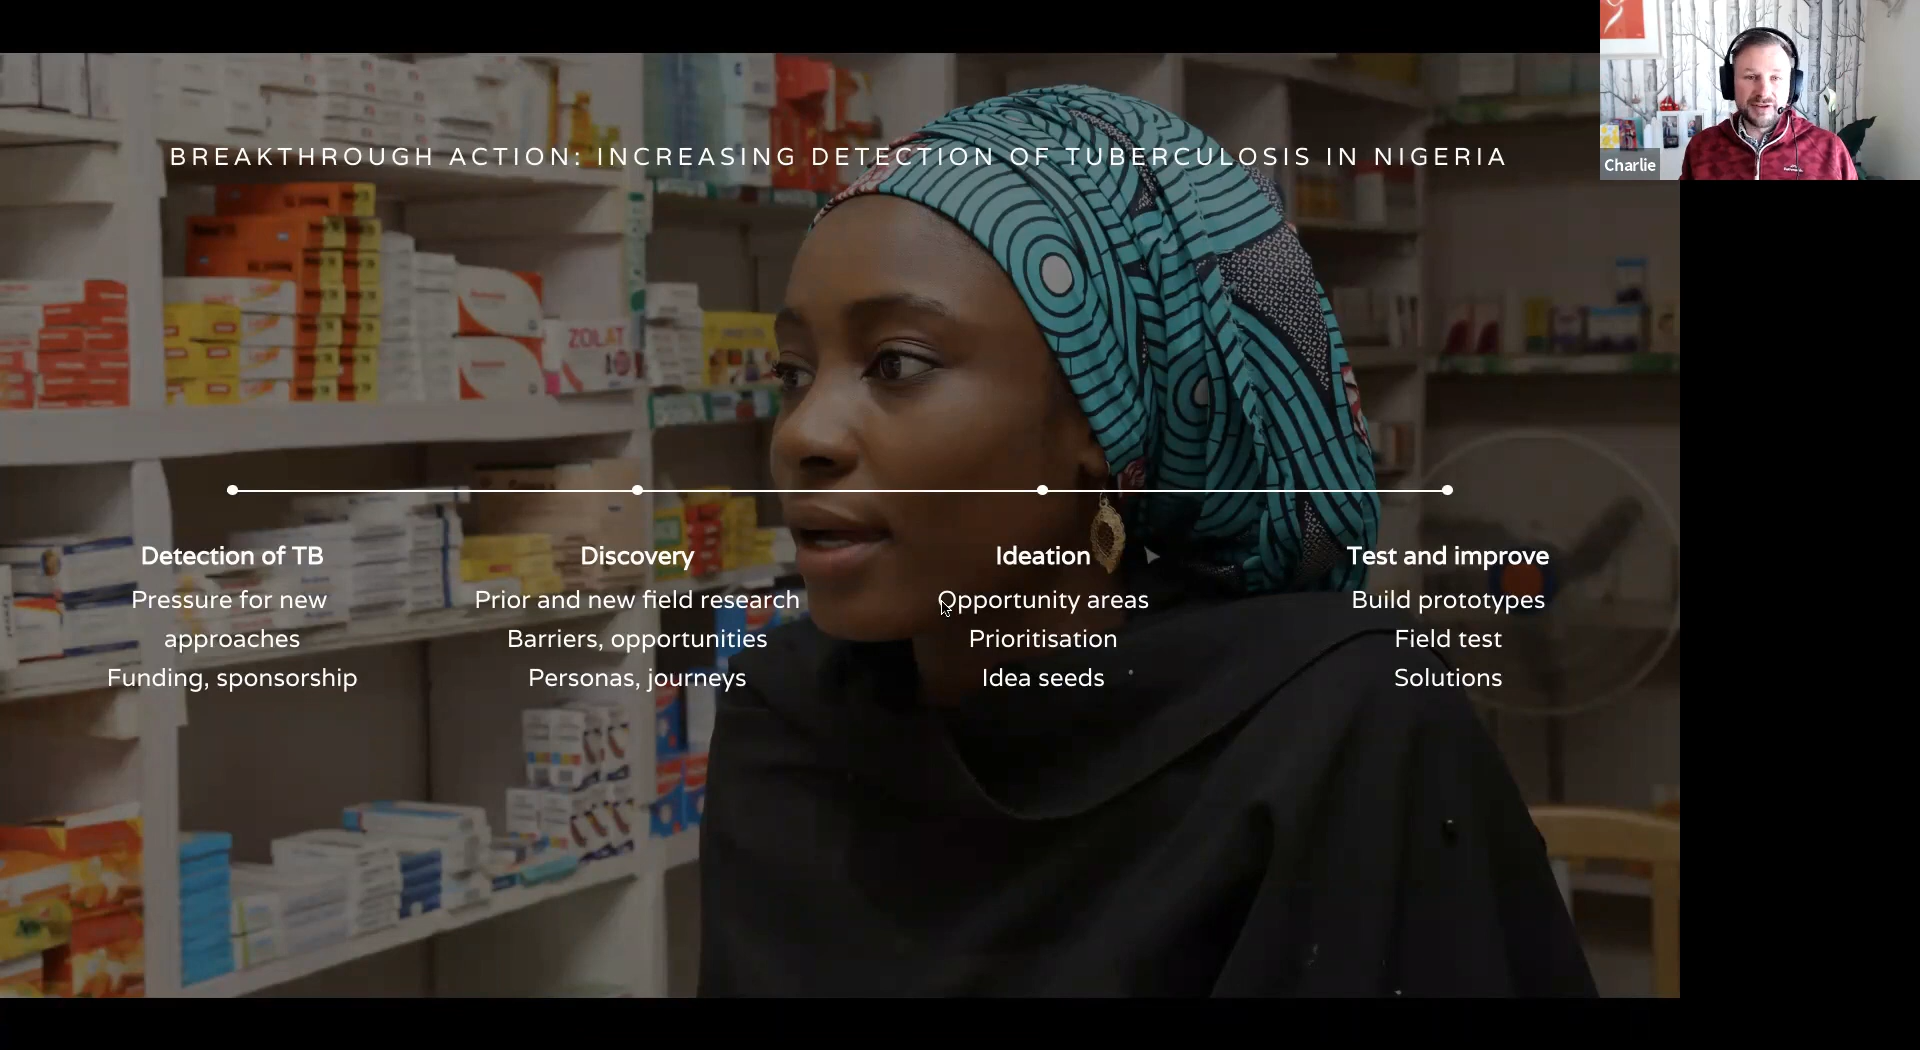 BREAKTHROUGH ACTION: INCREASING DETECTION OF TUBERCULOSIS IN NIGERIA
Charlie
ZOLAT
Detection of TB
Pressure for new
approaches
Funding, sponsorship
Discovery
Prior and new field research
Barriers, opportunities
Personas, journeys
Ideation
Opportunity areas
Prioritisation
Idea seeds
Test and improve
Build prototypes
Field test
Solutions